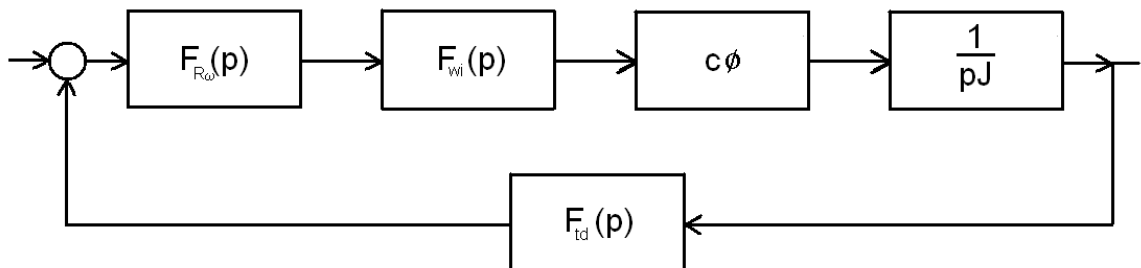 F_Rω(p)
F_wi(p)
cϕ
1
pJ
F_td(p)